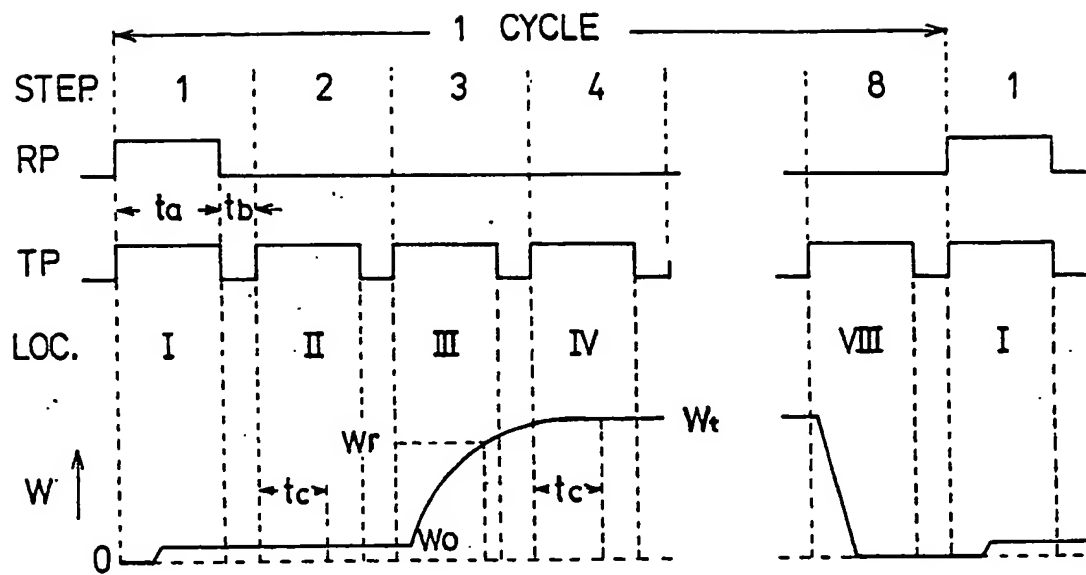 1 CYCLE
STEP. 1 2 3 4 8 1
RP
ta tb
TP
LOC. I II III IV VIII I
Wr Wt
W tc tc
Wo
0